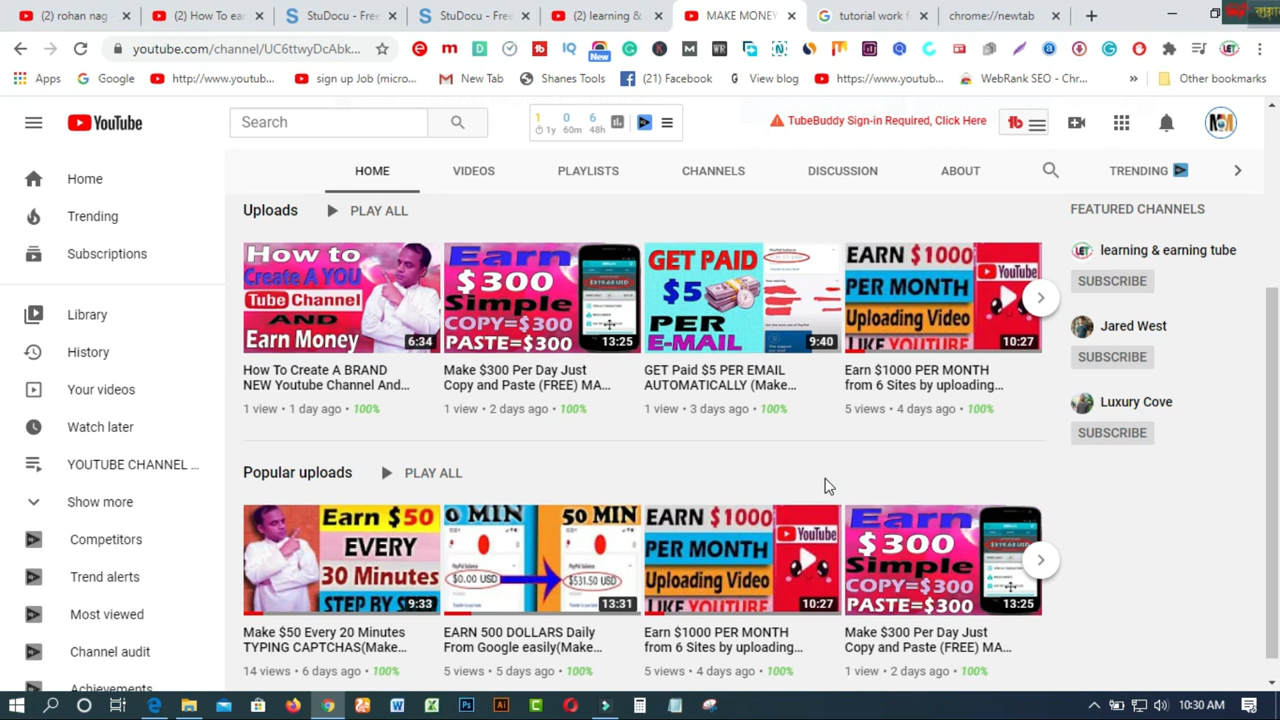 (2) rohan nag
(2) How To ear
StuDocu - Free
StuDocu - Free
(2) learning &
MAKE MONEY
tutorial work f
chrome://newtab
youtube.com/channel/UC6ttwyDcAbk...
New
Apps
Google
http://www.youtub...
sign up Job (micro...
New Tab
Shanes Tools
(21) Facebook
View blog
https://www.youtu...
WebRank SEO - Chr...
Other bookmarks
YouTube
Search
1 0 6
1y 60m 48h
TubeBuddy Sign-in Required, Click Here
HOME
VIDEOS
PLAYLISTS
CHANNELS
DISCUSSION
ABOUT
TRENDING
Home
Trending
Subscriptions
Library
History
Your videos
Watch later
YOUTUBE CHANNEL ...
Show more
Competitors
Trend alerts
Most viewed
Channel audit
Achievements
Uploads
PLAY ALL
How to
Create A YOU
Tube Channel
AND
Earn Money
6:34
Earn
$300
Simple
COPY=$300
PASTE=$300
13:25
GET PAID
$5
PER
E-MAIL
9:40
EARN $1000
PER MONTH
Uploading Video
LIKE YOUTUBE
YouTube
10:27
How To Create A BRAND
NEW Youtube Channel And...
1 view • 1 day ago • 100%
Make $300 Per Day Just
Copy and Paste (FREE) MA...
1 view • 2 days ago • 100%
GET Paid $5 PER EMAIL
AUTOMATICALLY (Make...
1 view • 3 days ago • 100%
Earn $1000 PER MONTH
from 6 Sites by uploading...
5 views • 4 days ago • 100%
FEATURED CHANNELS
learning & earning tube
SUBSCRIBE
Jared West
SUBSCRIBE
Luxury Cove
SUBSCRIBE
Popular uploads
PLAY ALL
Earn $50
EVERY
30 Minutes
STEP BY S
9:33
0 MIN
50 MIN
$0.00 USD
$531.50 USD
13:31
EARN $1000
PER MONTH
Uploading Video
LIKE YOUTUBE
YouTube
10:27
Earn
$300
Simple
COPY=$300
PASTE=$300
13:25
Make $50 Every 20 Minutes
TYPING CAPTCHAS(Make...
14 views • 6 days ago • 100%
EARN 500 DOLLARS Daily
From Google easily(Make...
5 views • 5 days ago • 100%
Earn $1000 PER MONTH
from 6 Sites by uploading...
5 views • 4 days ago • 100%
Make $300 Per Day Just
Copy and Paste (FREE) MA...
1 view • 2 days ago • 100%
10:30 AM